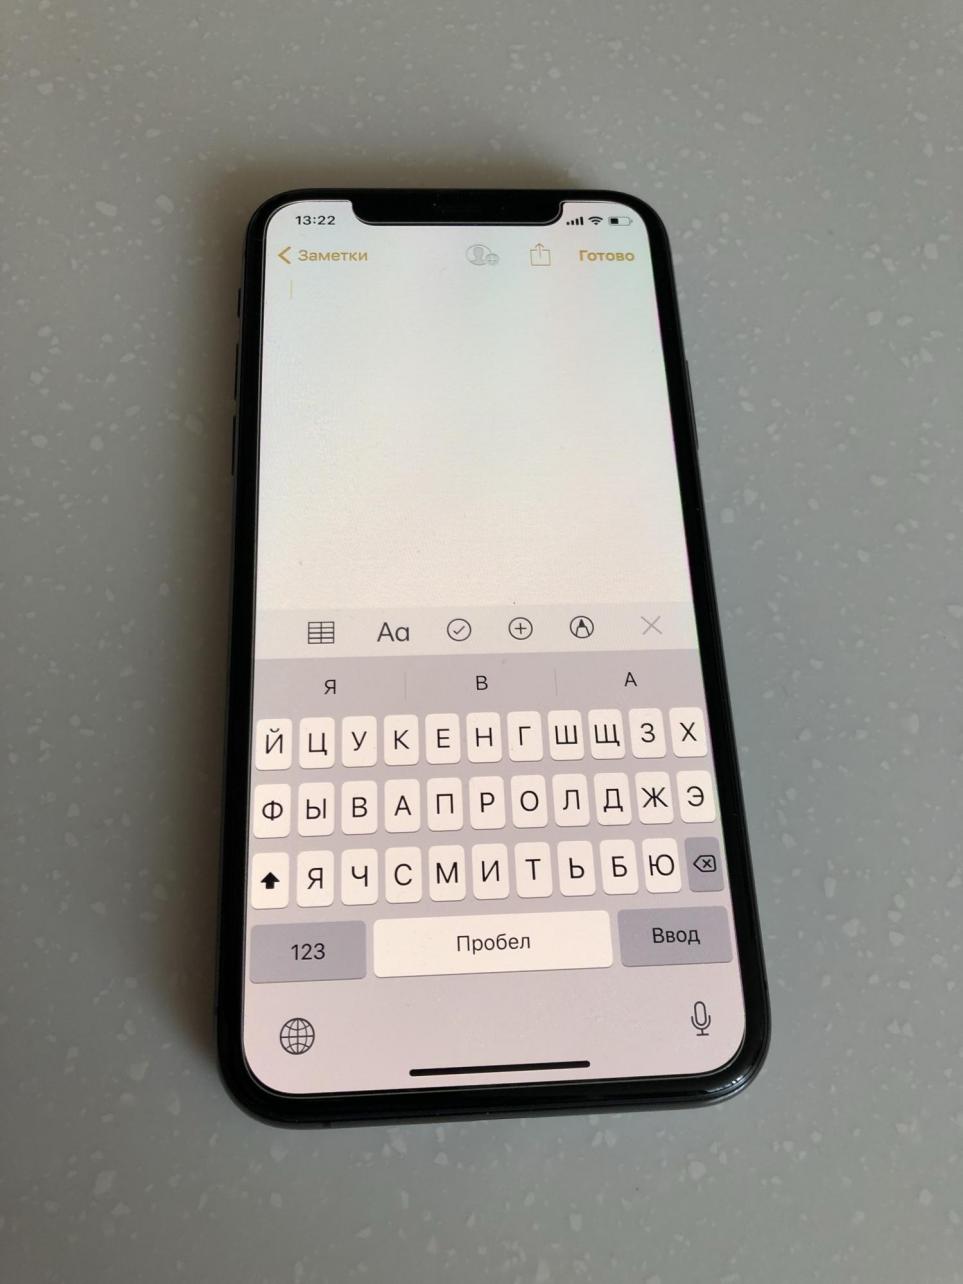 13:22
Заметки Готово
Aa
Я В А
Й Ц У К Е Н Г Ш Щ З Х
Ф Ы В А П Р О Л Д Ж Э
Я Ч С М И Т Ь Б Ю
123 Пробел Ввод